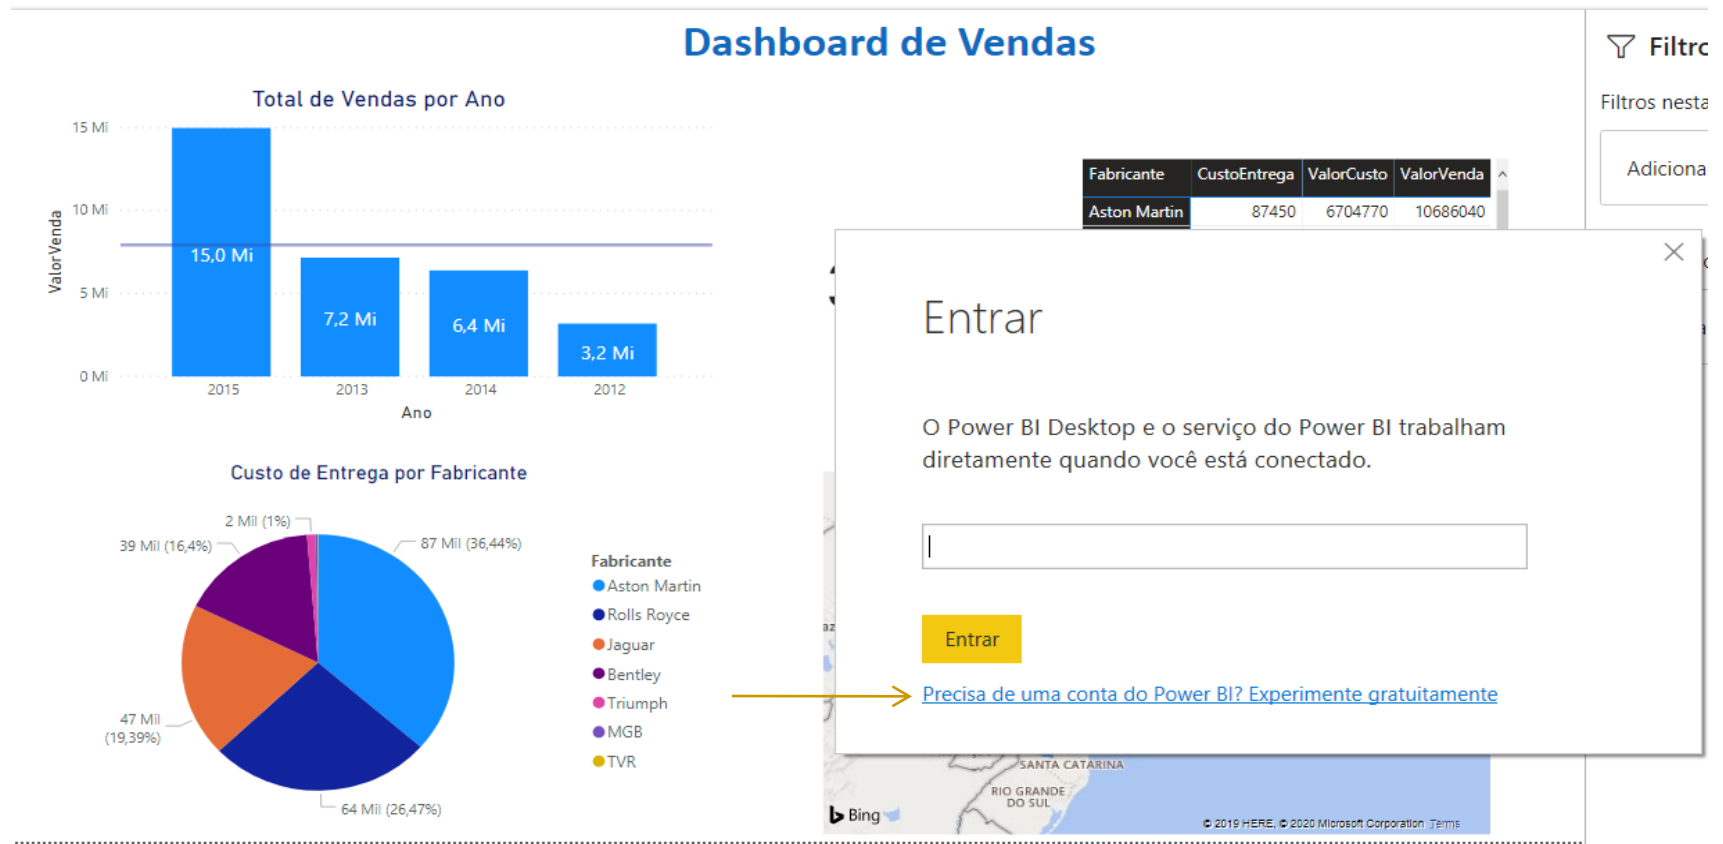 Dashboard de Vendas
Filtro
Filtros nesta
Adiciona
Total de Vendas por Ano
15 Mi
10 Mi
5 Mi
0 Mi
ValorVenda
15,0 Mi
7,2 Mi
6,4 Mi
3,2 Mi
2015 2013 2014 2012
Ano
Fabricante CustoEntrega ValorCusto ValorVenda
Aston Martin 87450 6704770 10686040
Entrar
O Power BI Desktop e o serviço do Power BI trabalham
diretamente quando você está conectado.
Entrar
Precisa de uma conta do Power BI? Experimente gratuitamente
Custo de Entrega por Fabricante
2 Mil (1%)
39 Mil (16,4%)
87 Mil (36,44%)
47 Mil
(19,39%)
64 Mil (26,47%)
Fabricante
Aston Martin
Rolls Royce
Jaguar
Bentley
Triumph
MGB
TVR
az
SANTA CATARINA
RIO GRANDE
DO SUL
Bing
© 2019 HERE, © 2020 Microsoft Corporation Terms